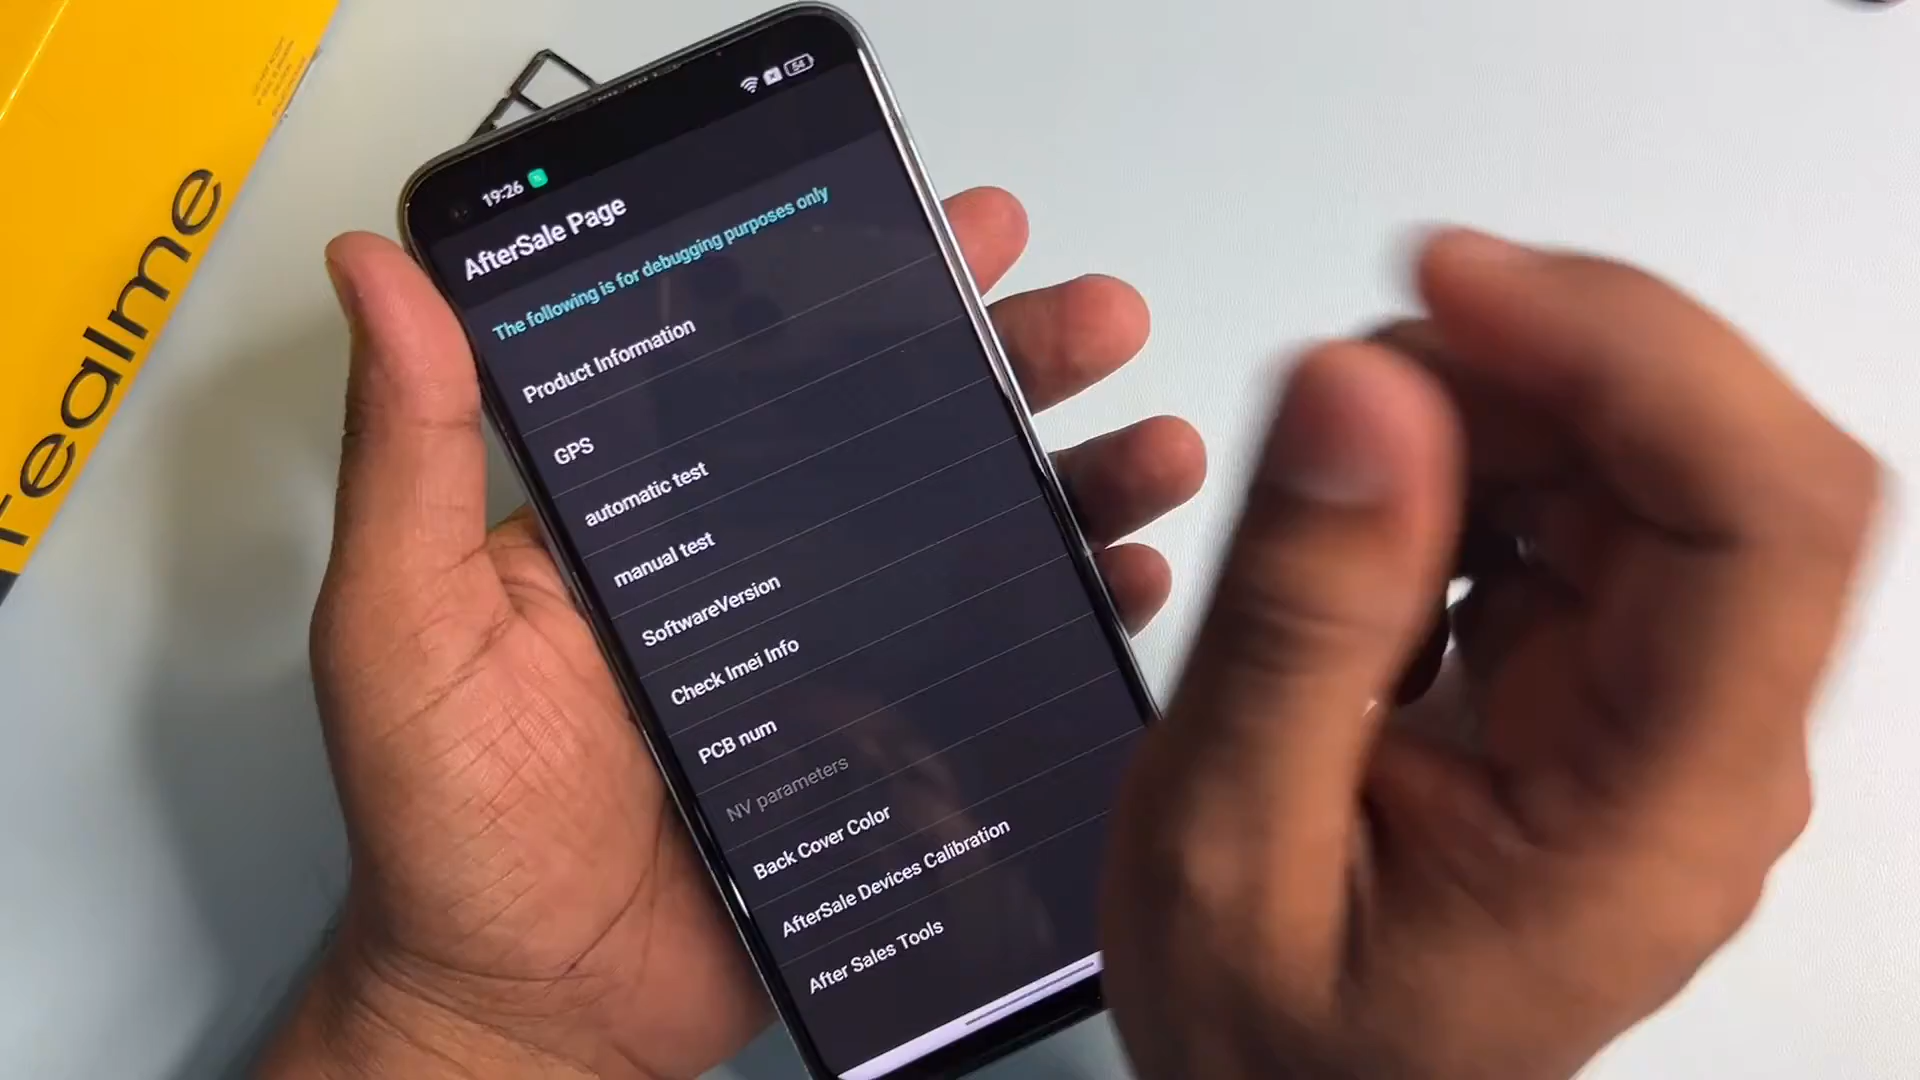 realme
54
19:26
AfterSale Page
The following is for debugging purposes only
Product Information
GPS
automatic test
manual test
SoftwareVersion
Check Imei Info
PCB num
NV parameters
Back Cover Color
AfterSale Devices Calibration
After Sales Tools